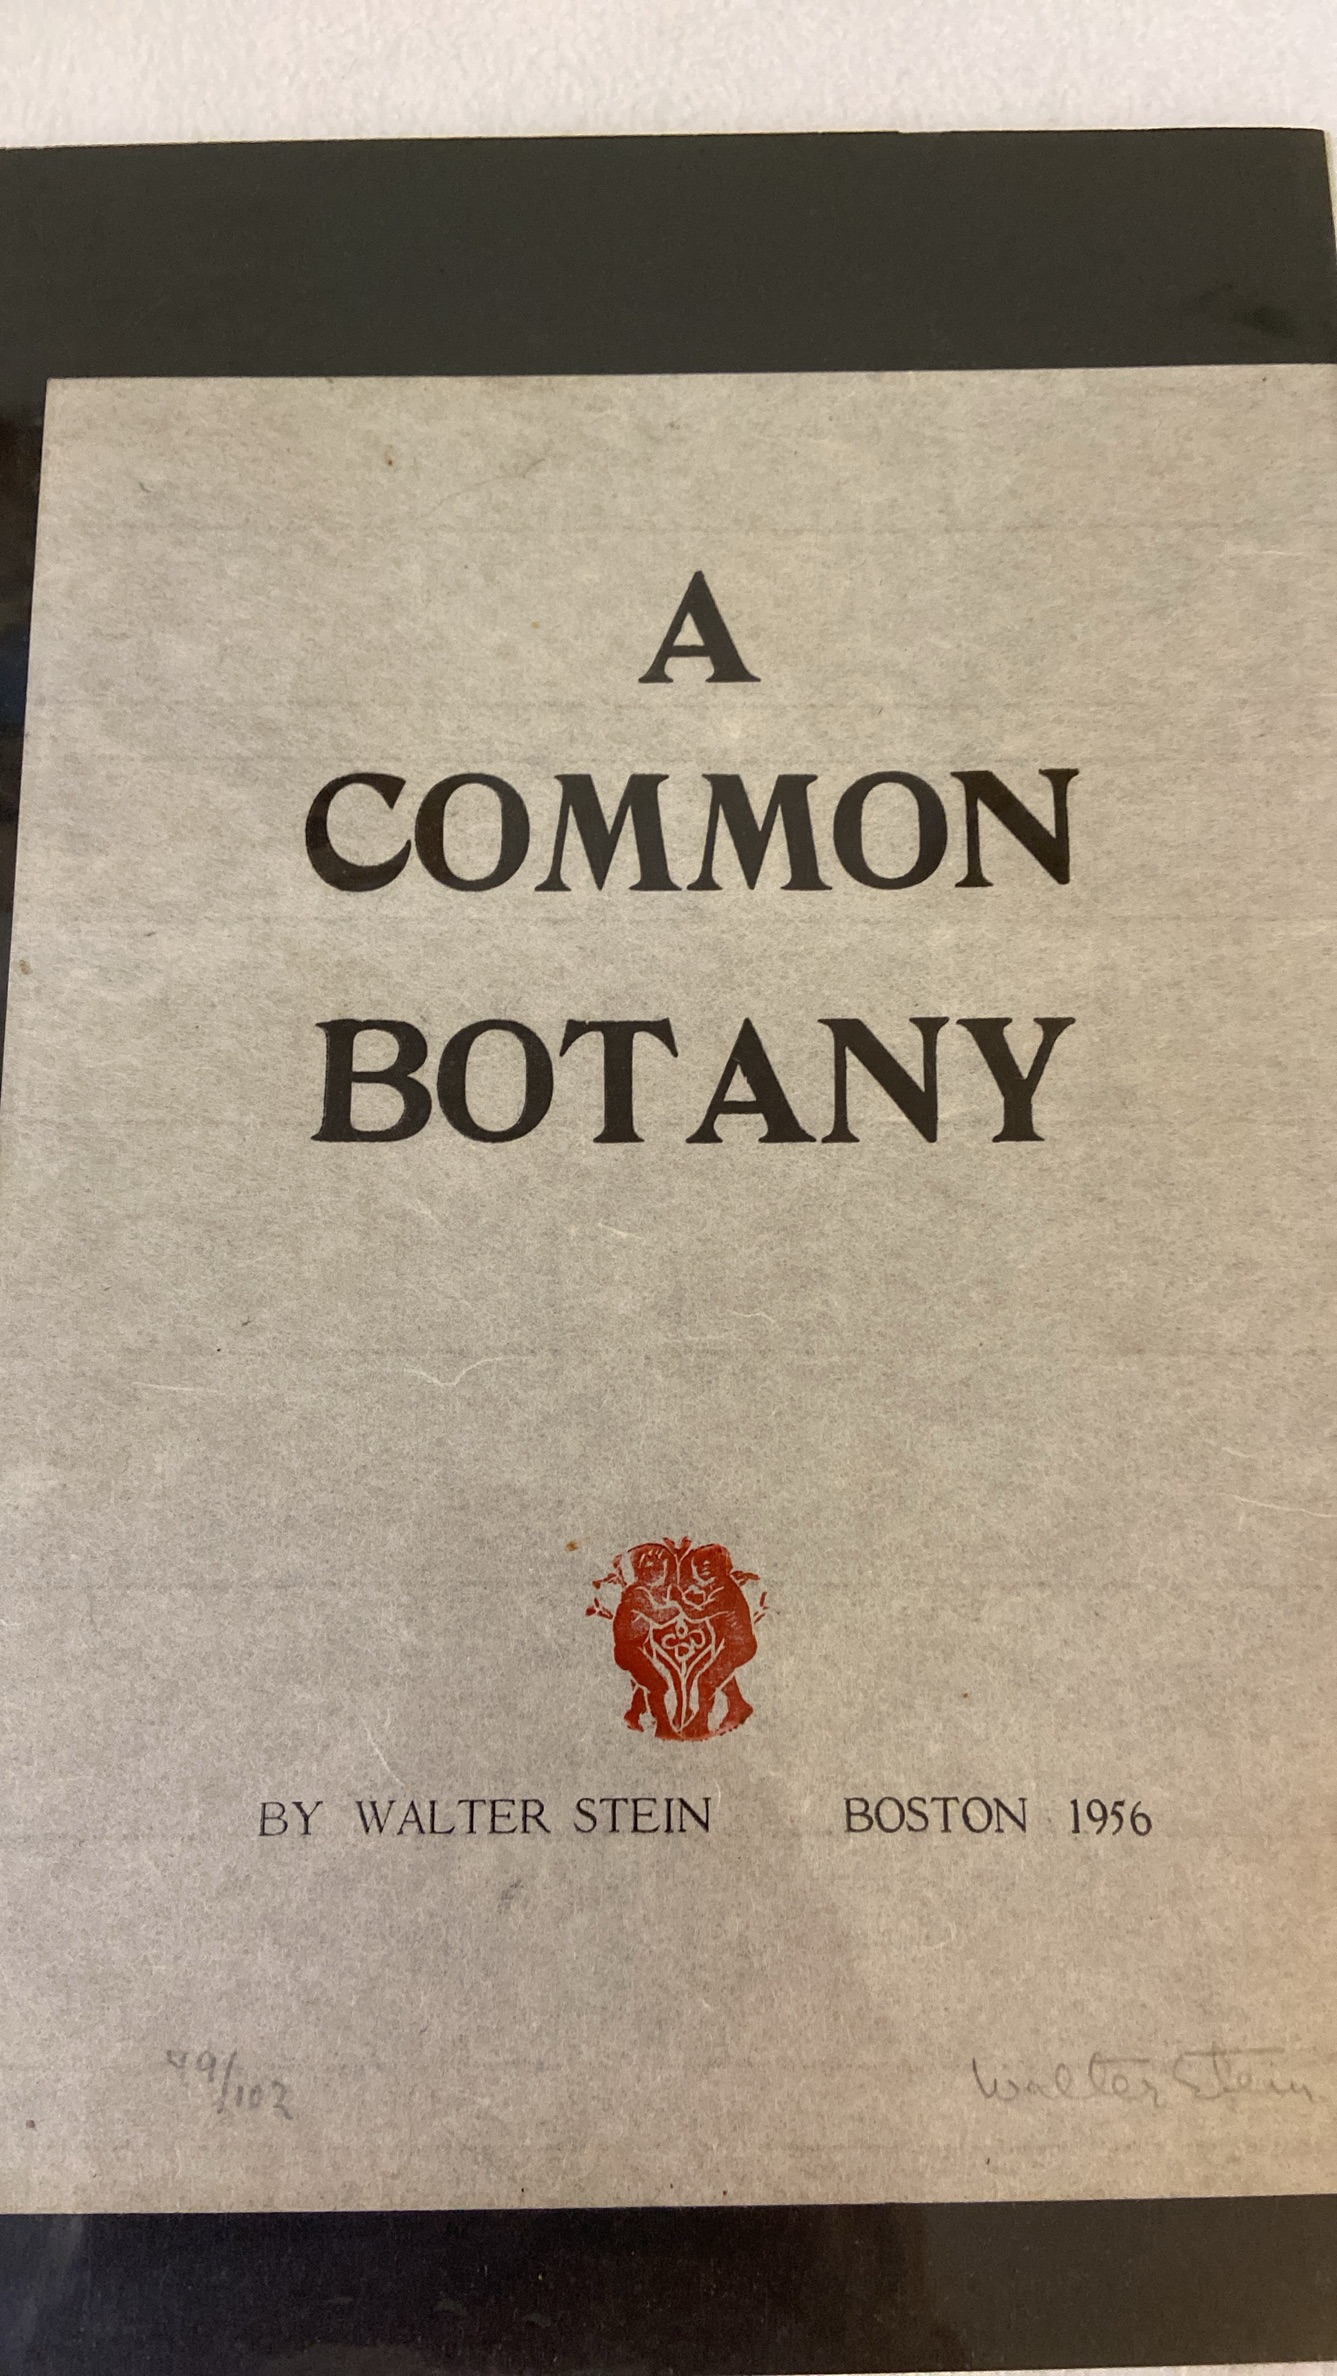 A
COMMON
BOTANY
BY WALTER STEIN BOSTON 1956
49/102 Walter Stein